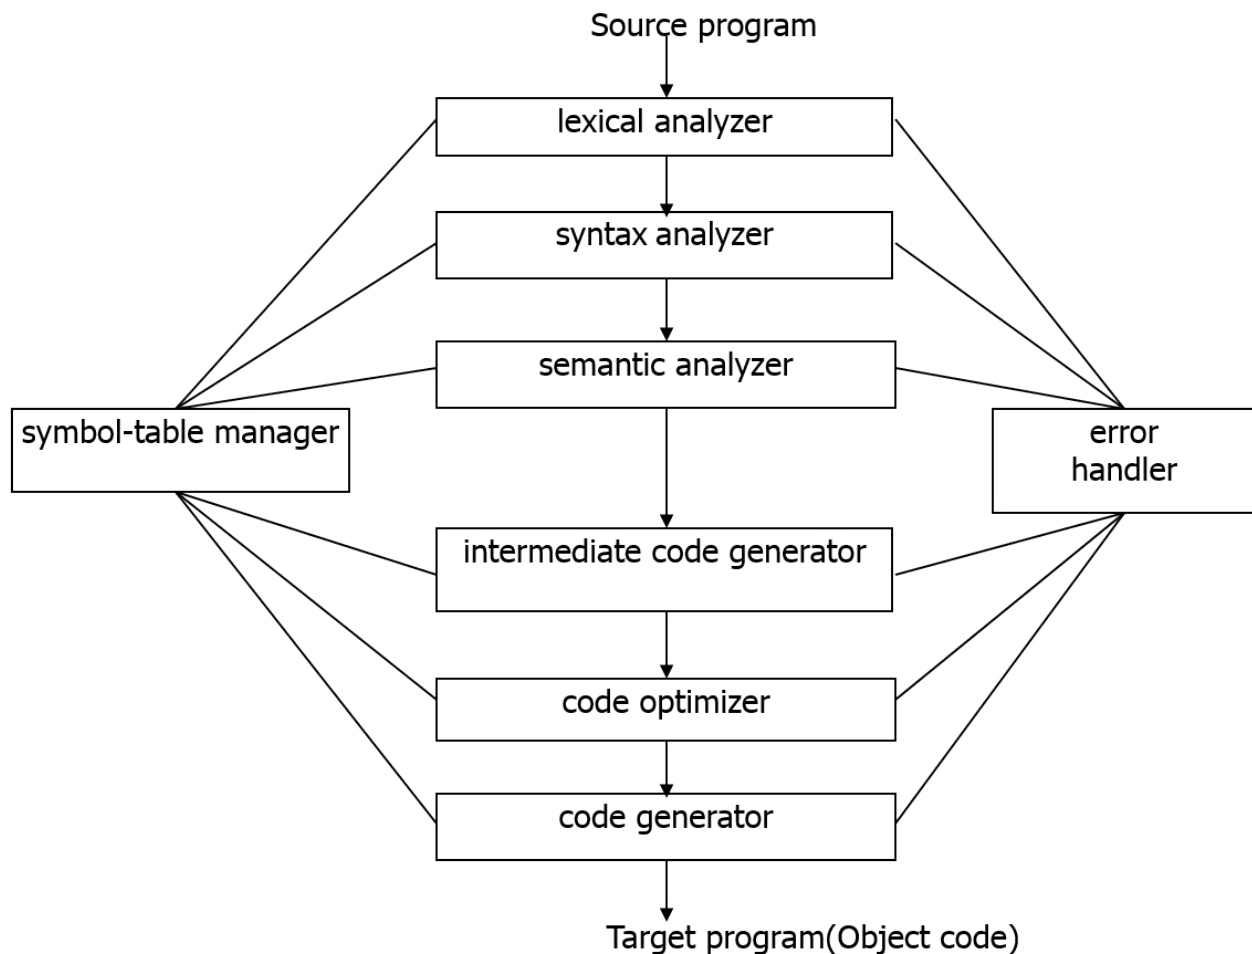 Source program
lexical analyzer
syntax analyzer
semantic analyzer
symbol-table manager
error
handler
intermediate code generator
code optimizer
code generator
Target program(Object code)